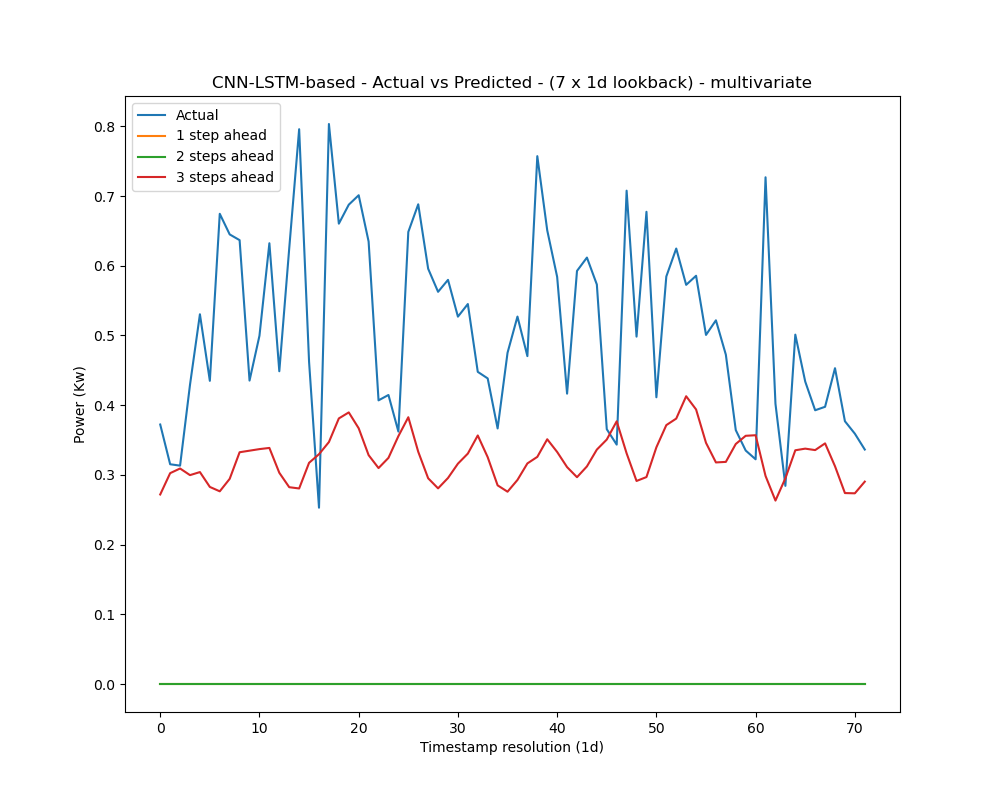 CNN-LSTM-based - Actual vs Predicted - (7 x 1d lookback) - multivariate
Actual
1 step ahead
2 steps ahead
3 steps ahead
0.8
0.7
0.6
0.5
0.4
0.3
0.2
0.1
0.0
Power (Kw)
0 10 20 30 40 50 60 70
Timestamp resolution (1d)